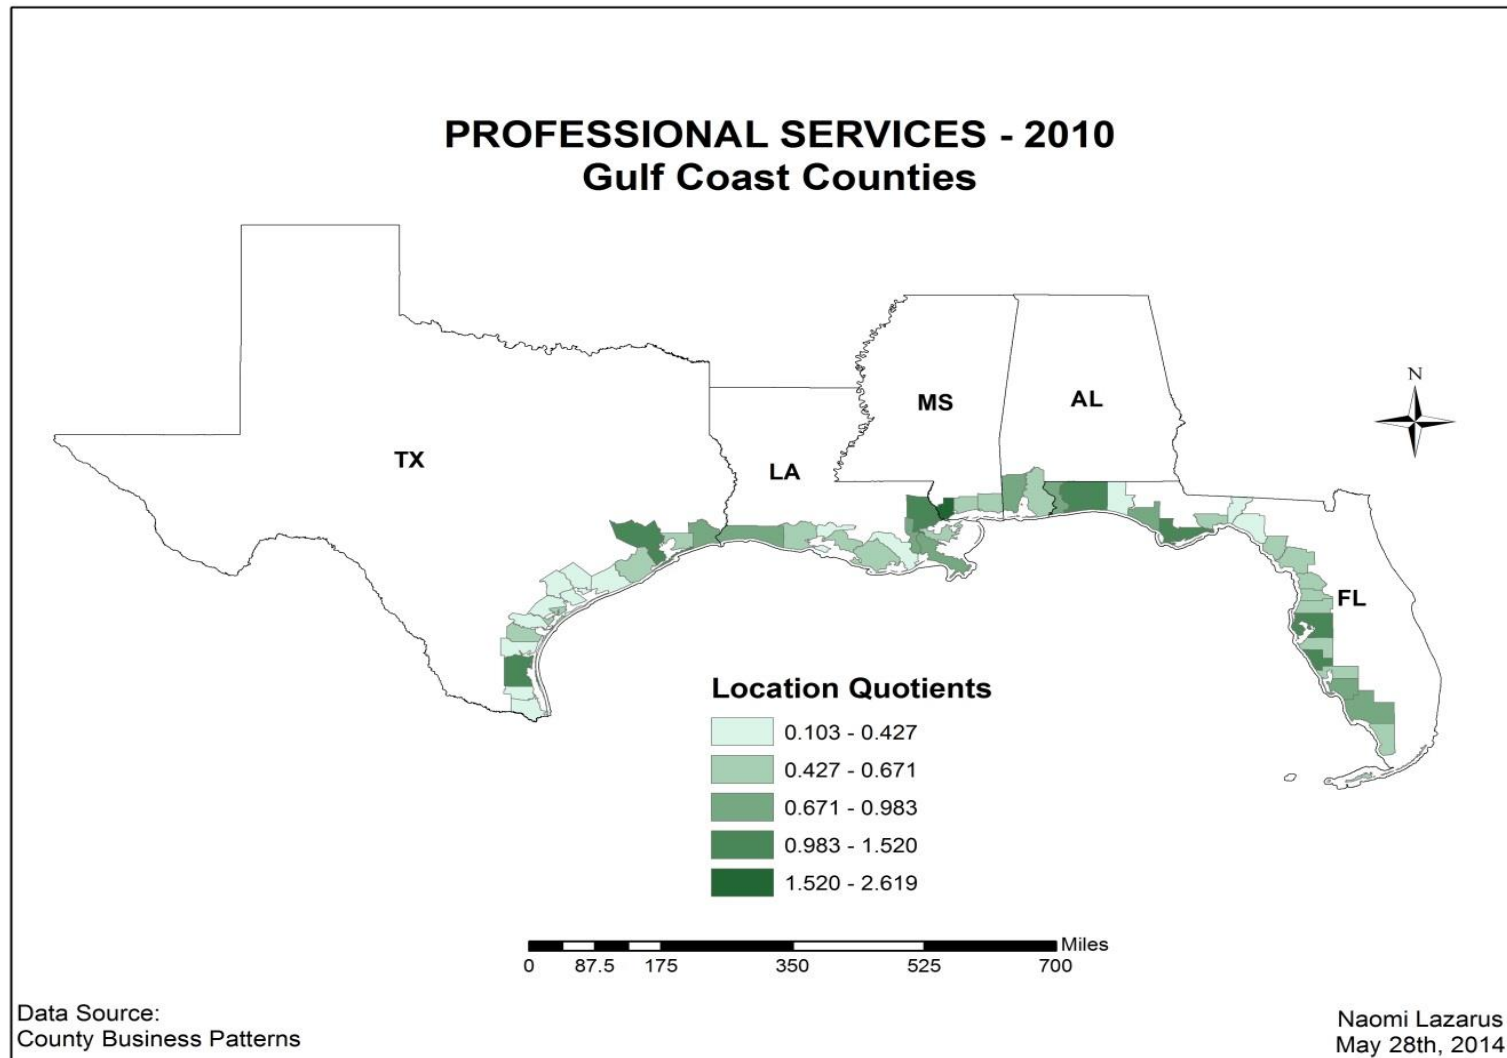 PROFESSIONAL SERVICES - 2010
Gulf Coast Counties
N
MS
AL
TX
LA
FL
Location Quotients
0.103 - 0.427
0.427 - 0.671
0.671 - 0.983
0.983 - 1.520
1.520 - 2.619
Miles
0 87.5 175 350 525 700
Data Source:
County Business Patterns
Naomi Lazarus
May 28th, 2014